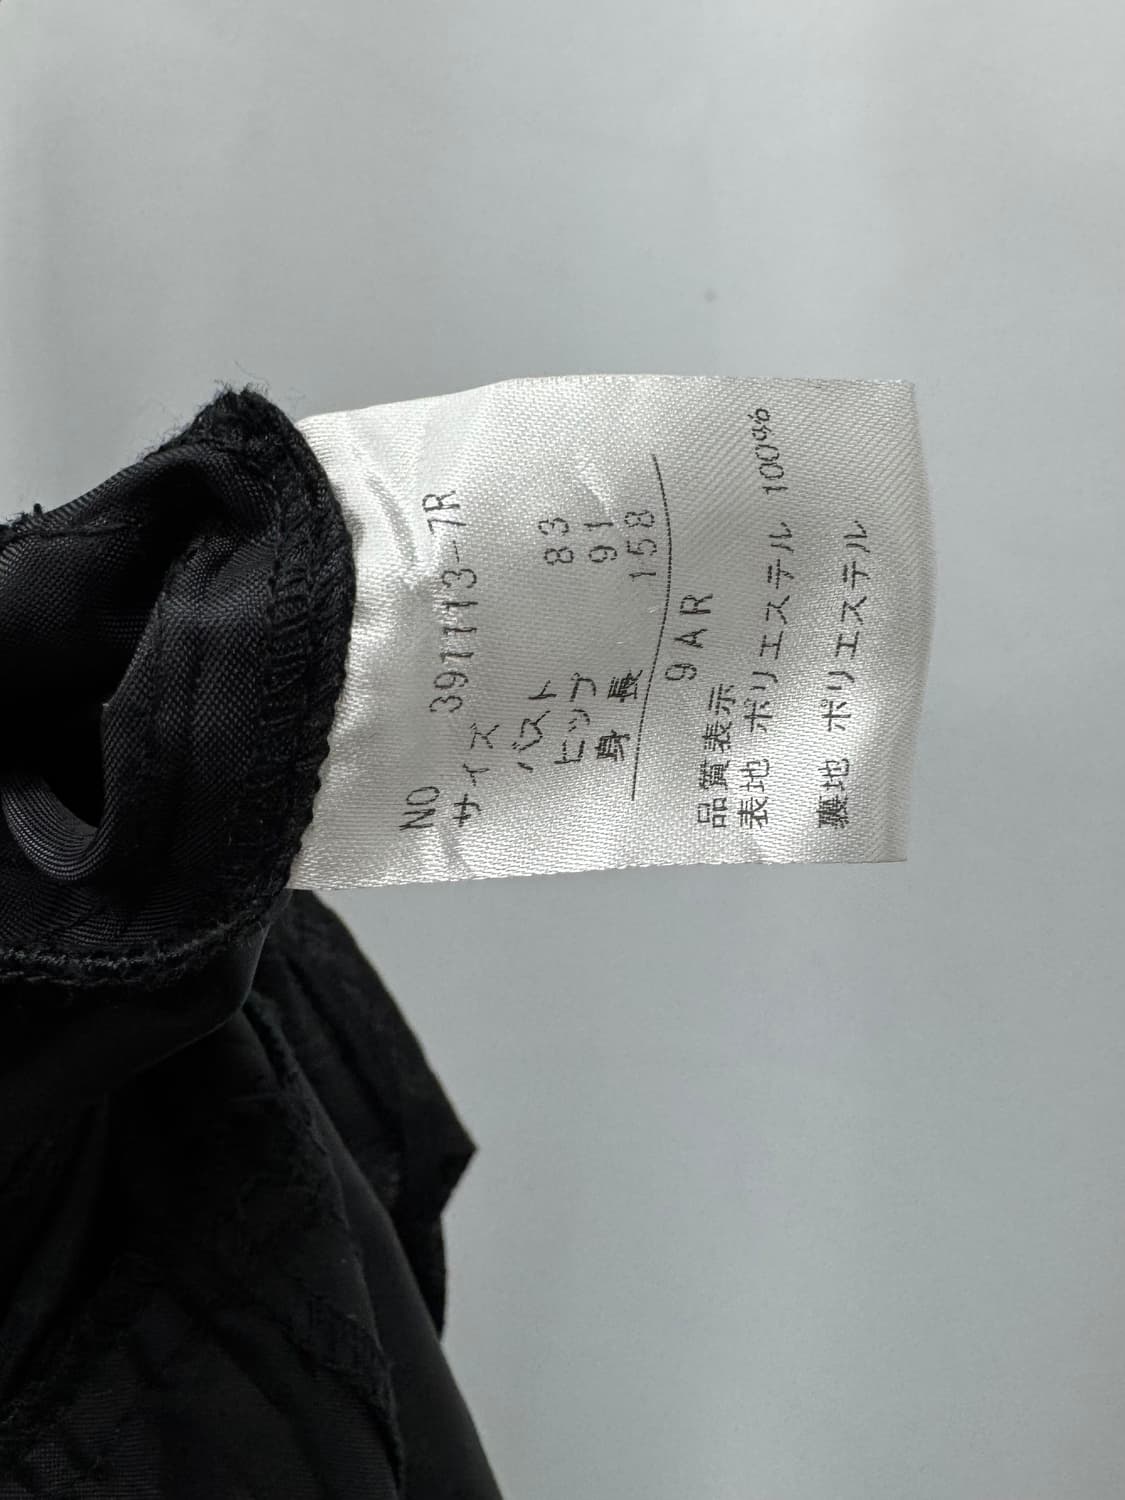 NO 391113-7R
サイズ
バスト 83
ヒップ 91
身長 158
9AR
品質表示
表地 ポリエステル 100%
裏地 ポリエステル